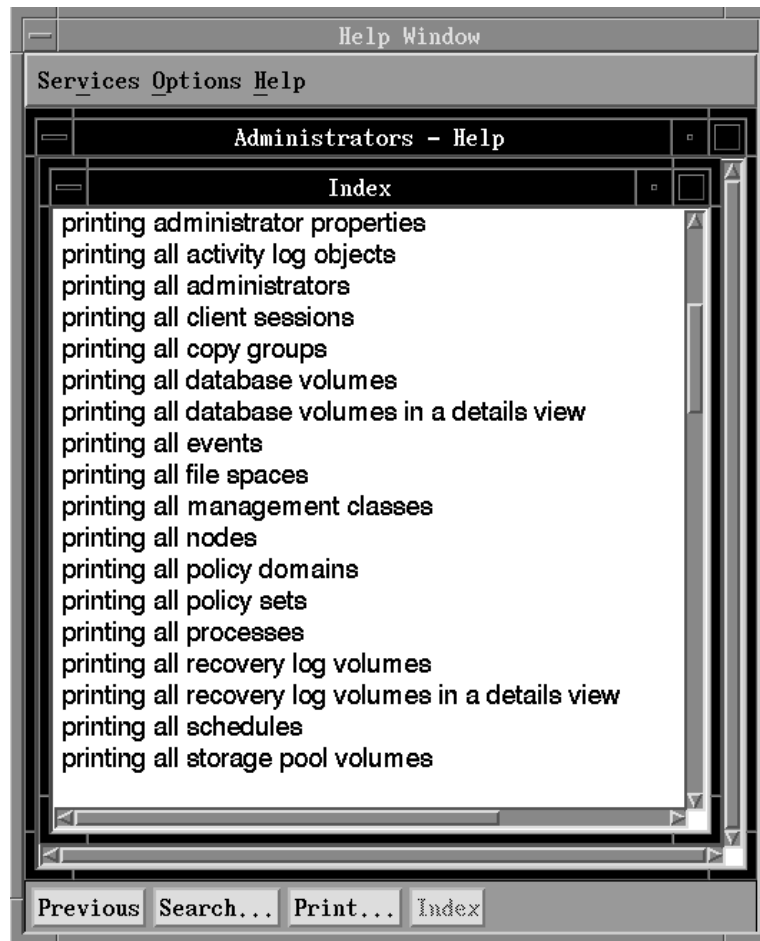 Help Window
Services Options Help
Administrators - Help
Index
printing administrator properties
printing all activity log objects
printing all administrators
printing all client sessions
printing all copy groups
printing all database volumes
printing all database volumes in a details view
printing all events
printing all file spaces
printing all management classes
printing all nodes
printing all policy domains
printing all policy sets
printing all processes
printing all recovery log volumes
printing all recovery log volumes in a details view
printing all schedules
printing all storage pool volumes
Previous Search... Print... Index